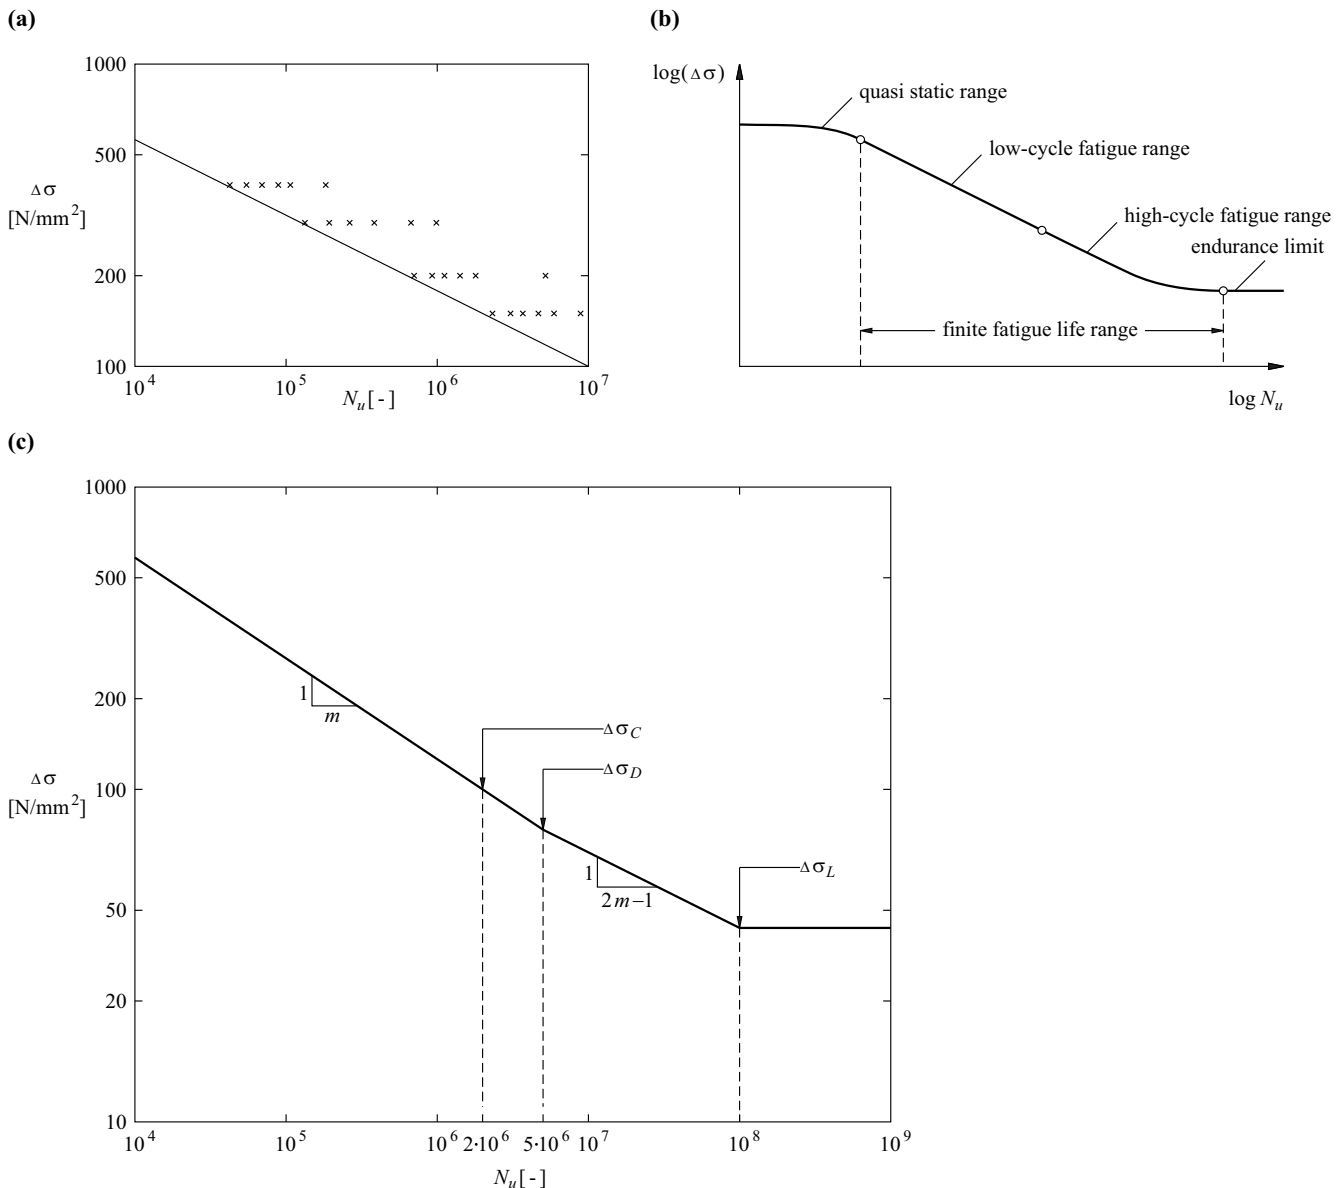 (a)
1000
500
200
100
Δσ
[N/mm²]
10⁴
10⁵
10⁶
10⁷
N_u [-]
(b)
log(Δσ)
quasi static range
low-cycle fatigue range
high-cycle fatigue range
endurance limit
finite fatigue life range
log N_u
(c)
1000
500
200
100
50
20
10
Δσ
[N/mm²]
1
m
Δσ_C
Δσ_D
1
2m−1
Δσ_L
10⁴
10⁵
10⁶
2·10⁶
5·10⁶
10⁷
10⁸
10⁹
N_u [-]